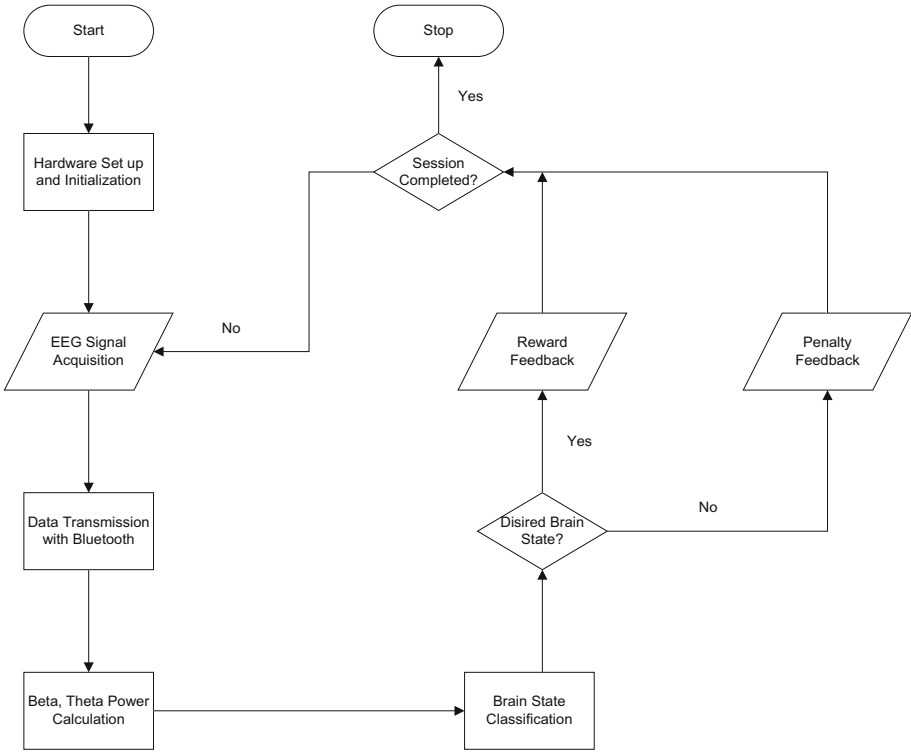 Start
Stop
Yes
Hardware Set up
and Initialization
Session
Completed?
No
EEG Signal
Acquisition
Reward
Feedback
Penalty
Feedback
Yes
Data Transmission
with Bluetooth
Disired Brain
State?
No
Beta, Theta Power
Calculation
Brain State
Classification